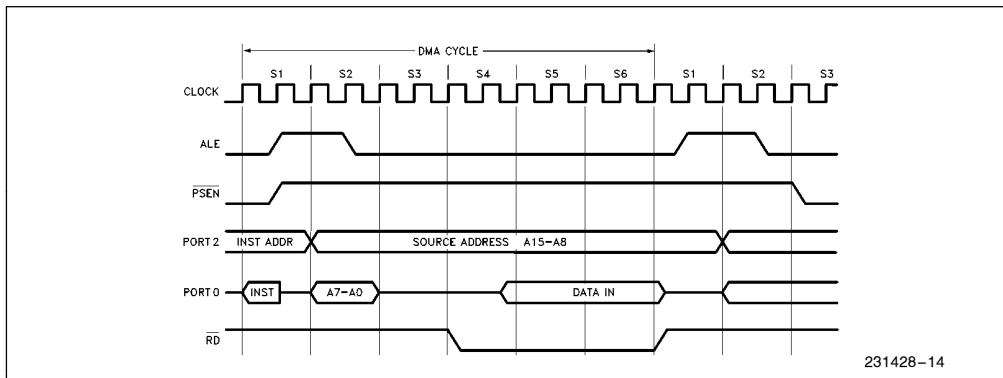 DMA CYCLE
S1 S2 S3 S4 S5 S6 S1 S2 S3
CLOCK
ALE
PSEN
PORT 2 INST ADDR SOURCE ADDRESS A15–A8
PORT 0 INST A7–A0 DATA IN
RD
231428–14